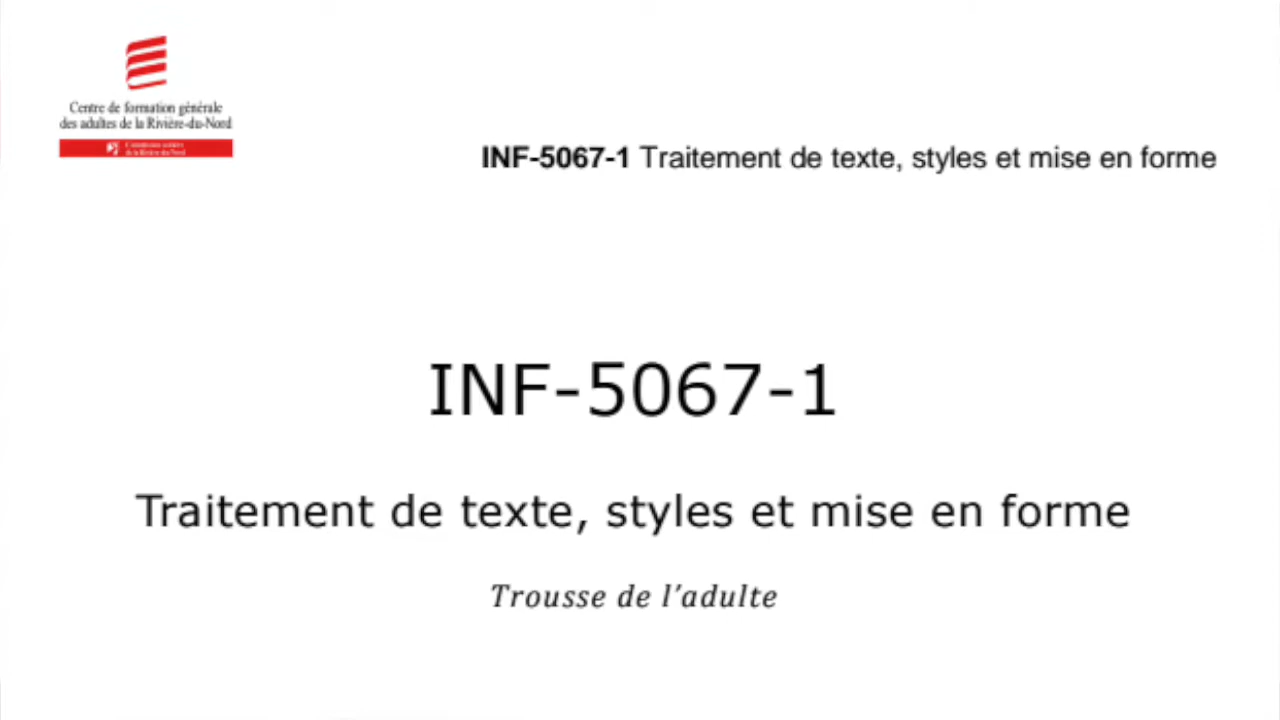 Centre de formation générale
des adultes de la Rivière-du-Nord
INF-5067-1 Traitement de texte, styles et mise en forme
INF-5067-1
Traitement de texte, styles et mise en forme
Trousse de l'adulte